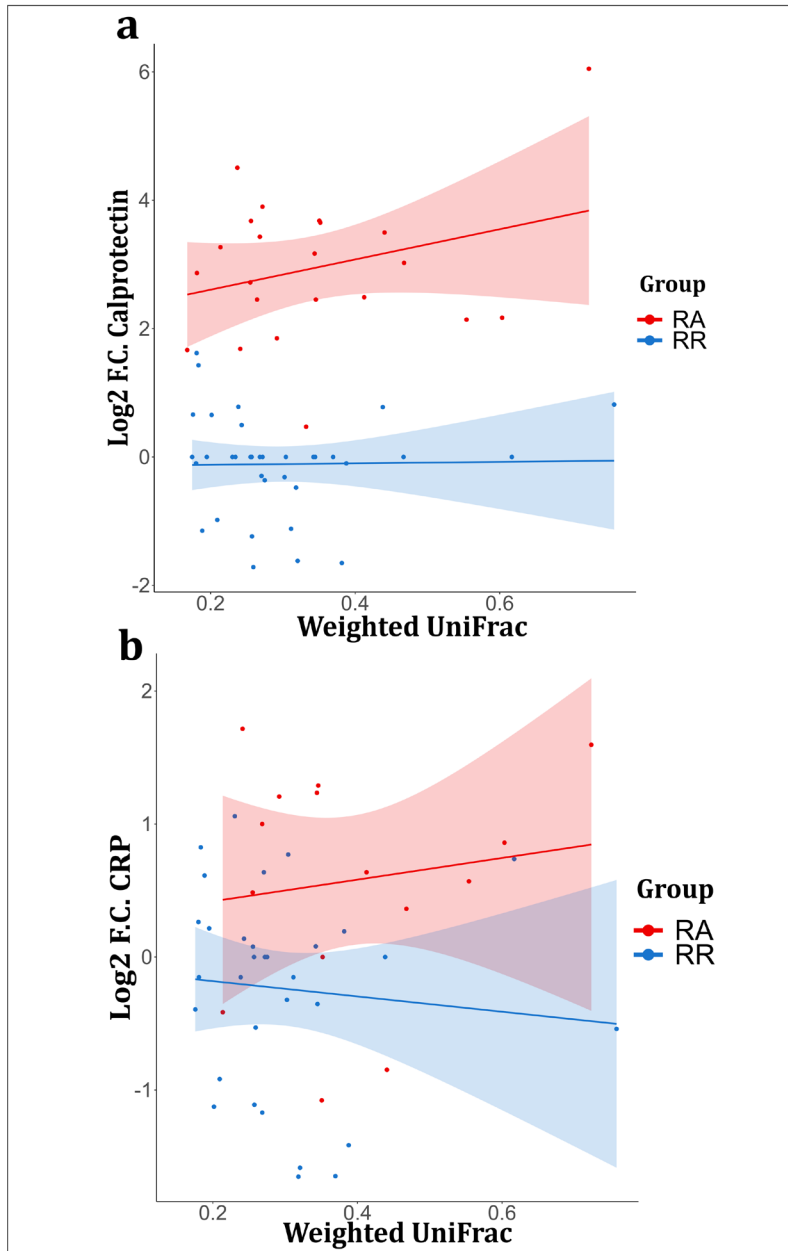 a
6
4
2
0
-2
Log2 F.C. Calprotectin
0.2 0.4 0.6
Weighted UniFrac
Group
RA
RR
b
2
1
0
-1
Log2 F.C. CRP
0.2 0.4 0.6
Weighted UniFrac
Group
RA
RR